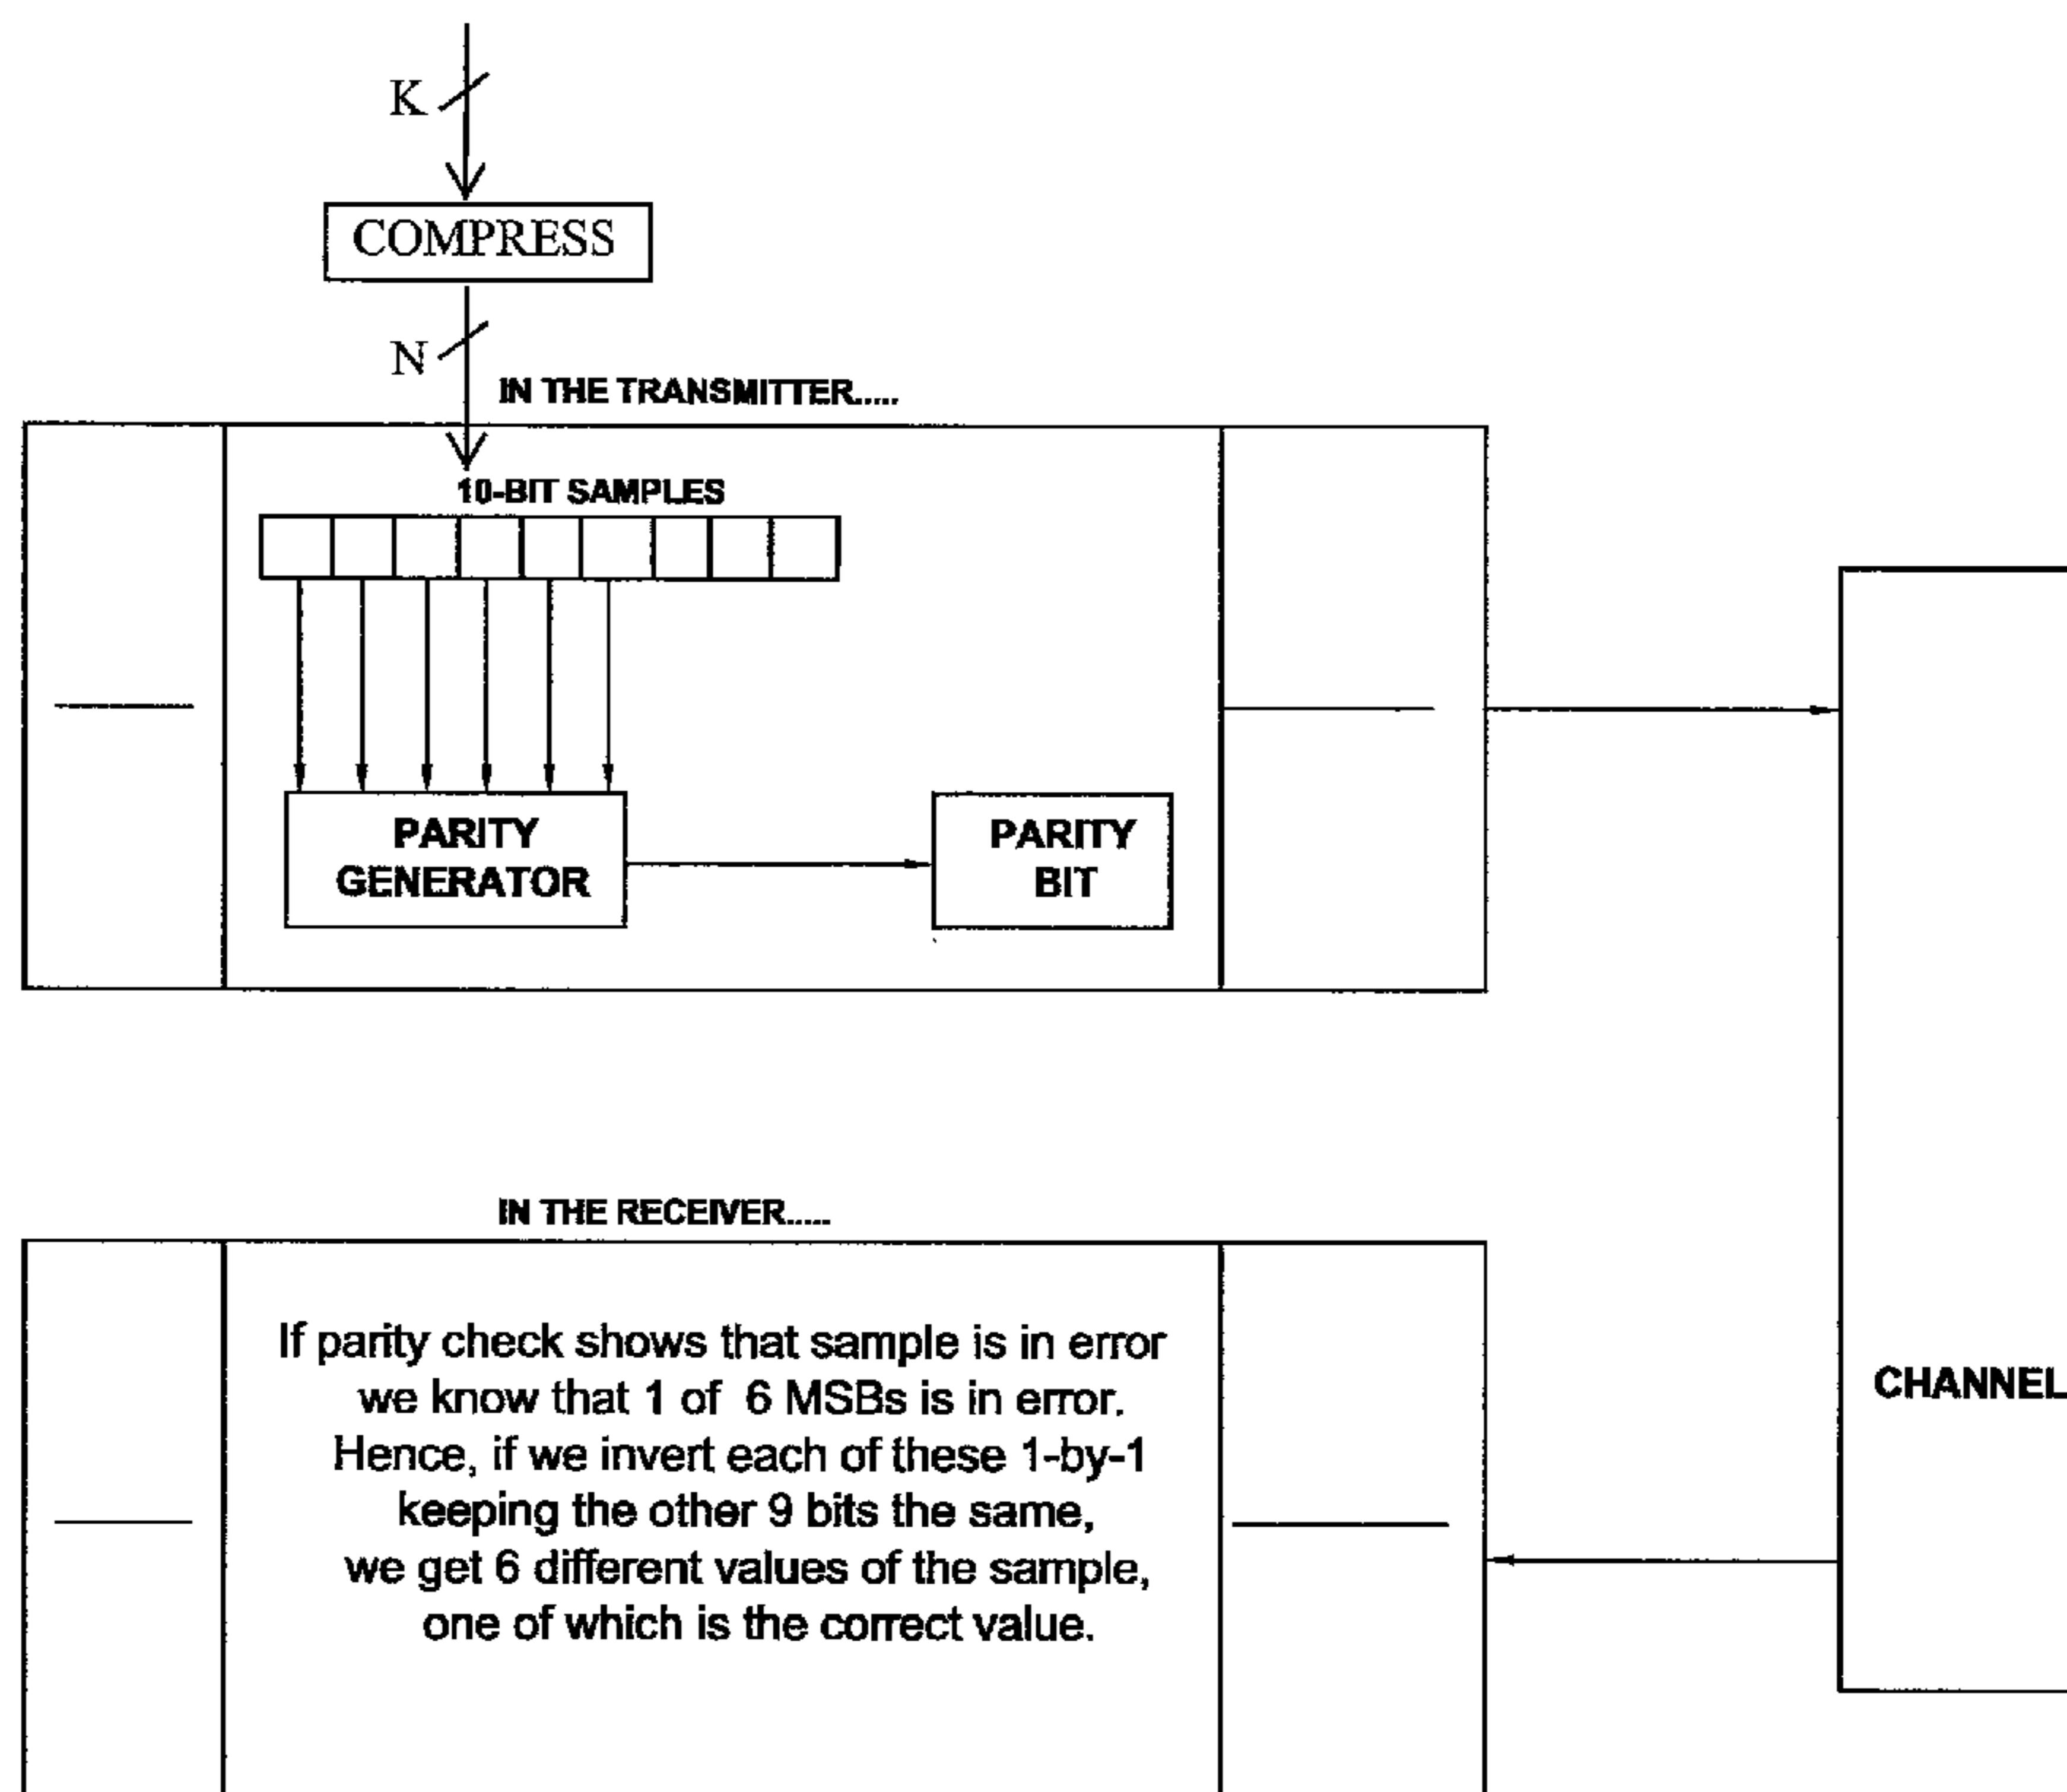 K
COMPRESS
N
IN THE TRANSMITTER.....
10-BIT SAMPLES
PARITY
GENERATOR
PARITY
BIT
CHANNEL
IN THE RECEIVER.....
If parity check shows that sample is in error
we know that 1 of 6 MSBs is in error.
Hence, if we invert each of these 1-by-1
keeping the other 9 bits the same,
we get 6 different values of the sample,
one of which is the correct value.